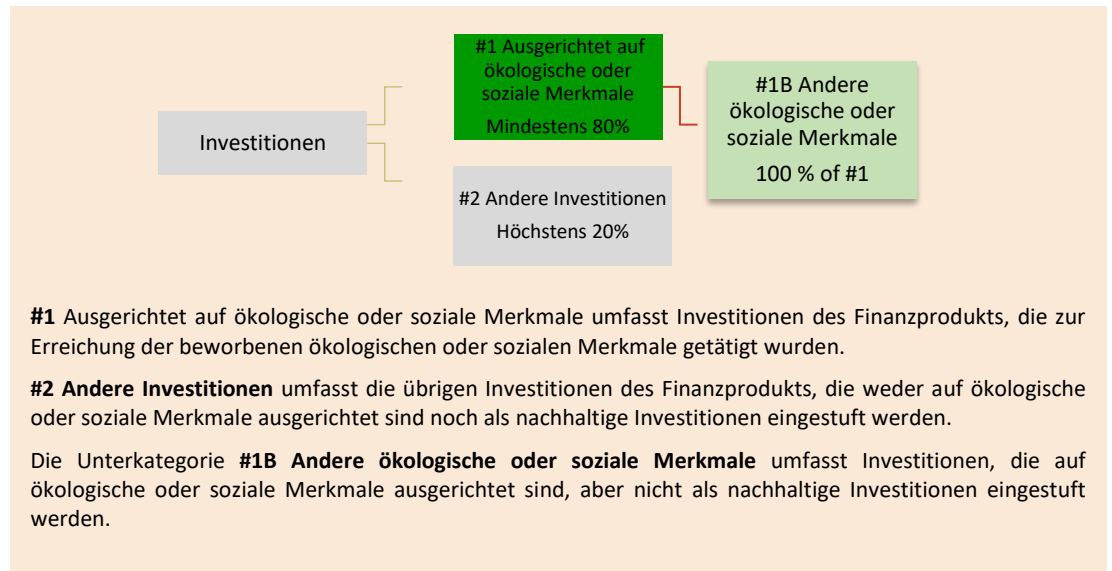 #1 Ausgerichtet auf
ökologische oder
soziale Merkmale
Mindestens 80%
#1B Andere
ökologische oder
soziale Merkmale
100 % of #1
Investitionen
#2 Andere Investitionen
Höchstens 20%
#1 Ausgerichtet auf ökologische oder soziale Merkmale umfasst Investitionen des Finanzprodukts, die zur
Erreichung der beworbenen ökologischen oder sozialen Merkmale getätigt wurden.
#2 Andere Investitionen umfasst die übrigen Investitionen des Finanzprodukts, die weder auf ökologische
oder soziale Merkmale ausgerichtet sind noch als nachhaltige Investitionen eingestuft werden.
Die Unterkategorie #1B Andere ökologische oder soziale Merkmale umfasst Investitionen, die auf
ökologische oder soziale Merkmale ausgerichtet sind, aber nicht als nachhaltige Investitionen eingestuft
werden.